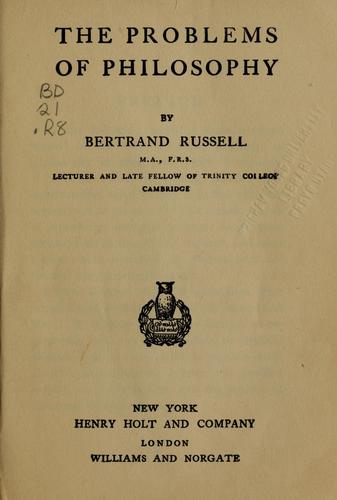 THE PROBLEMS
OF PHILOSOPHY
BD
21
.R8
BY
BERTRAND RUSSELL
M.A., F.R.S.
LECTURER AND LATE FELLOW OF TRINITY COLLEGE
CAMBRIDGE
NEW YORK
HENRY HOLT AND COMPANY
LONDON
WILLIAMS AND NORGATE